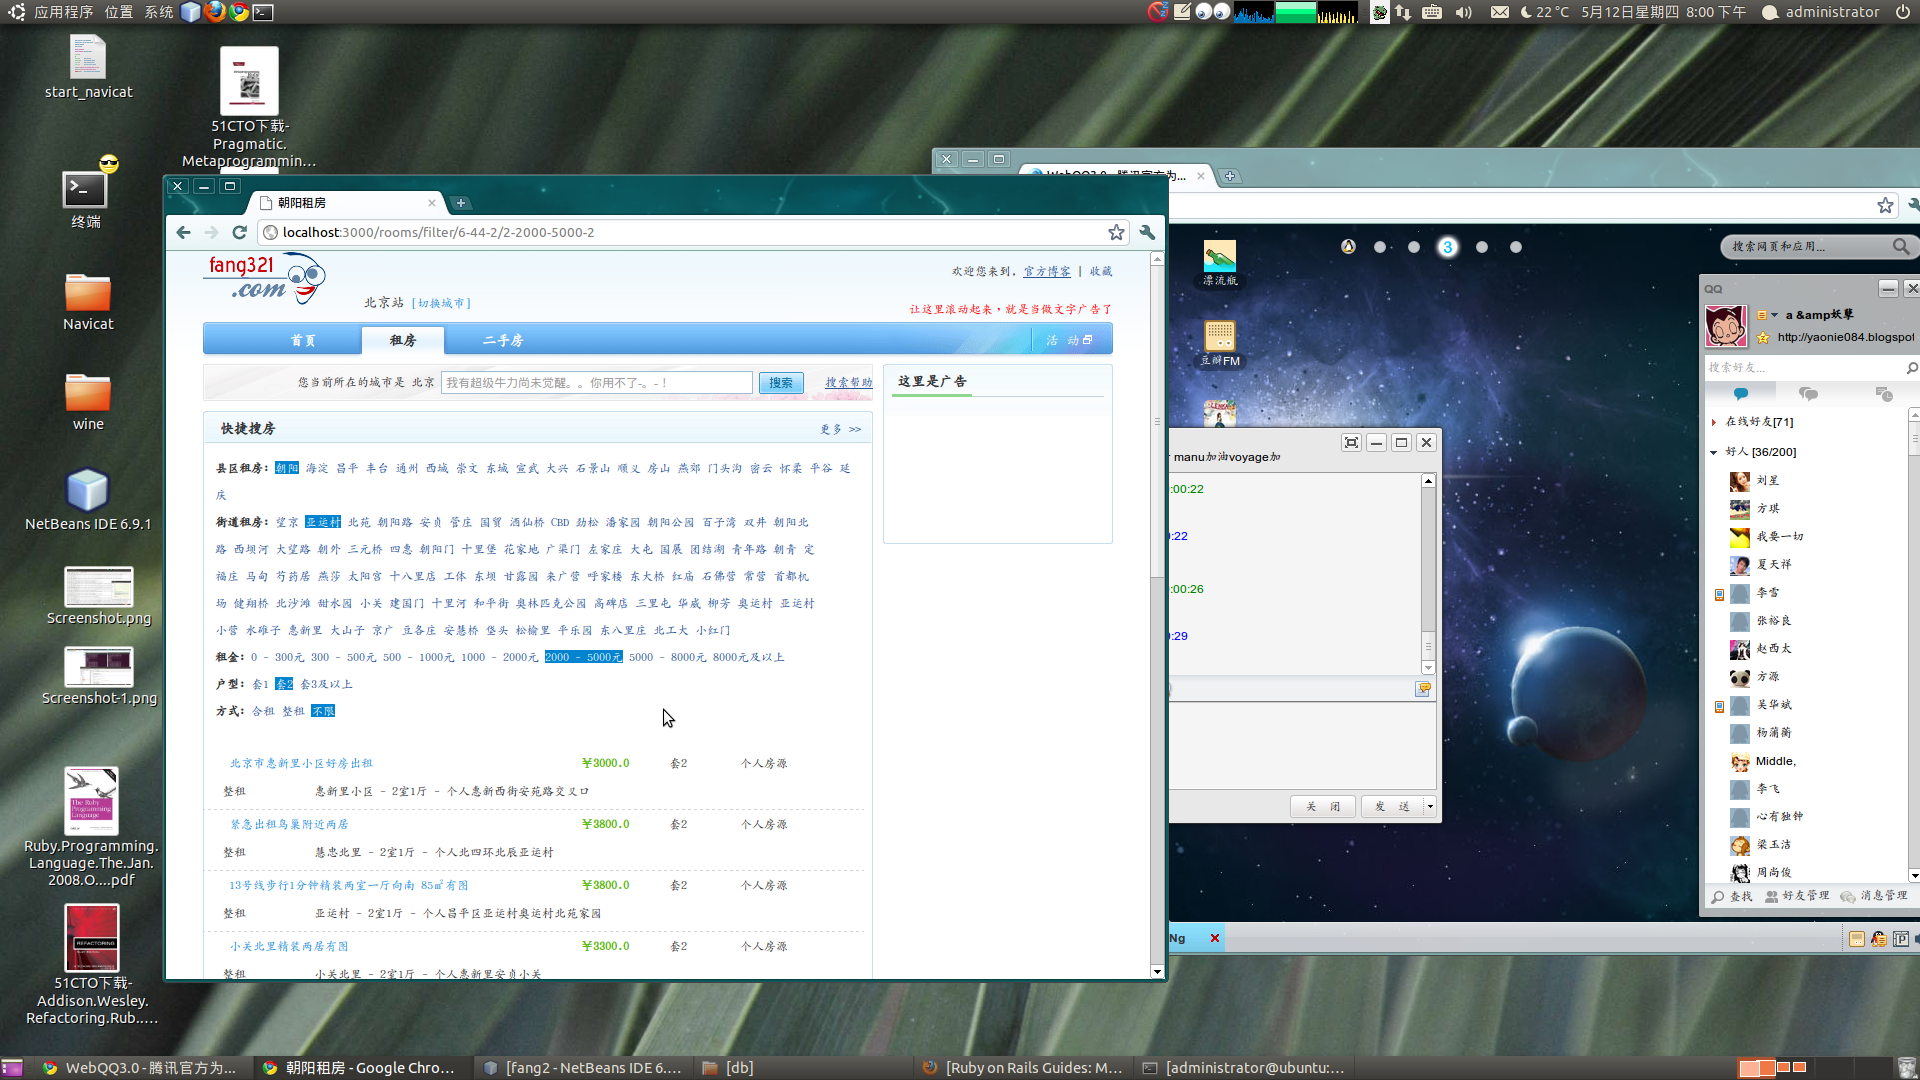 应用程序 位置 系统
22 °C 5月12日星期四 8:00 下午 administrator
start_navicat
51CTO下载-
Pragmatic.
Metaprogrammin…
终端
Navicat
wine
NetBeans IDE 6.9.1
Screenshot.png
Screenshot-1.png
Ruby.Programming.
Language.The.Jan.
2008.O....pdf
51CTO下载-
Addison.Wesley.
Refactoring.Rub.…
朝阳租房
localhost:3000/rooms/filter/6-44-2/2-2000-5000-2
fang321
.com
北京站 [切换城市]
欢迎您来到. 官方博客 | 收藏
让这里滚动起来，就是当做文字广告了
首页 租房 二手房 活 动
您当前所在的城市是 北京 我有超级牛力尚未觉醒。。你用不了-。-！ 搜索 搜索帮助
这里是广告
快捷搜房 更多 >>
县区租房: 朝阳 海淀 昌平 丰台 通州 西城 崇文 东城 宣武 大兴 石景山 顺义 房山 燕郊 门头沟 密云 怀柔 平谷 延
庆
街道租房: 望京 亚运村 北苑 朝阳路 安贞 管庄 国贸 酒仙桥 CBD 劲松 潘家园 朝阳公园 百子湾 双井 朝阳北
路 西坝河 大望路 朝外 三元桥 四惠 朝阳门 十里堡 花家地 广渠门 左家庄 大屯 国展 团结湖 青年路 朝青 定
福庄 马甸 芍药居 燕莎 太阳宫 十八里店 工体 东坝 甘露园 来广营 呼家楼 东大桥 红庙 石佛营 常营 首都机
场 健翔桥 北沙滩 甜水园 小关 建国门 十里河 和平街 奥林匹克公园 高碑店 三里屯 华威 柳芳 奥运村 亚运村
小营 水碓子 惠新里 大山子 京广 豆各庄 安慧桥 垡头 松榆里 平乐园 东八里庄 北工大 小红门
租金: 0 - 300元 300 - 500元 500 - 1000元 1000 - 2000元 2000 - 5000元 5000 - 8000元 8000元及以上
户型: 套1 套2 套3及以上
方式: 合租 整租 不限
北京市惠新里小区好房出租 ¥3000.0 套2 个人房源
整租 惠新里小区 - 2室1厅 - 个人惠新西街安苑路交叉口
紧急出租鸟巢附近两居 ¥3800.0 套2 个人房源
整租 慧忠北里 - 2室1厅 - 个人北四环北辰亚运村
13号线步行1分钟精装两室一厅向南 85㎡有图 ¥3800.0 套2 个人房源
整租 亚运村 - 2室1厅 - 个人昌平区亚运村奥运村北苑家园
小关北里精装两居有图 ¥3300.0 套2 个人房源
整租 小关北里 - 2室1厅 - 个人惠新里安贞小关
WebQQ3.0 - 腾讯官方为...
漂流瓶
豆瓣FM
3
搜索网页和应用...
manu加油voyage加
:00:22
:22
:00:26
:29
关 闭 发 送
QQ
a &amp妖孽
http://yaonie084.blogspot
搜索好友...
在线好友[71]
好人 [36/200]
刘星
方琪
我要一切
夏天祥
李雪
张裕良
赵西太
方源
吴华斌
杨蒲蘅
Middle,
李飞
心有独钟
梁玉洁
周尚俊
查找 好友管理 消息管理
Ng
WebQQ3.0 - 腾讯官方为... 朝阳租房 - Google Chro... [fang2 - NetBeans IDE 6.... [db] [Ruby on Rails Guides: M... [administrator@ubuntu:...